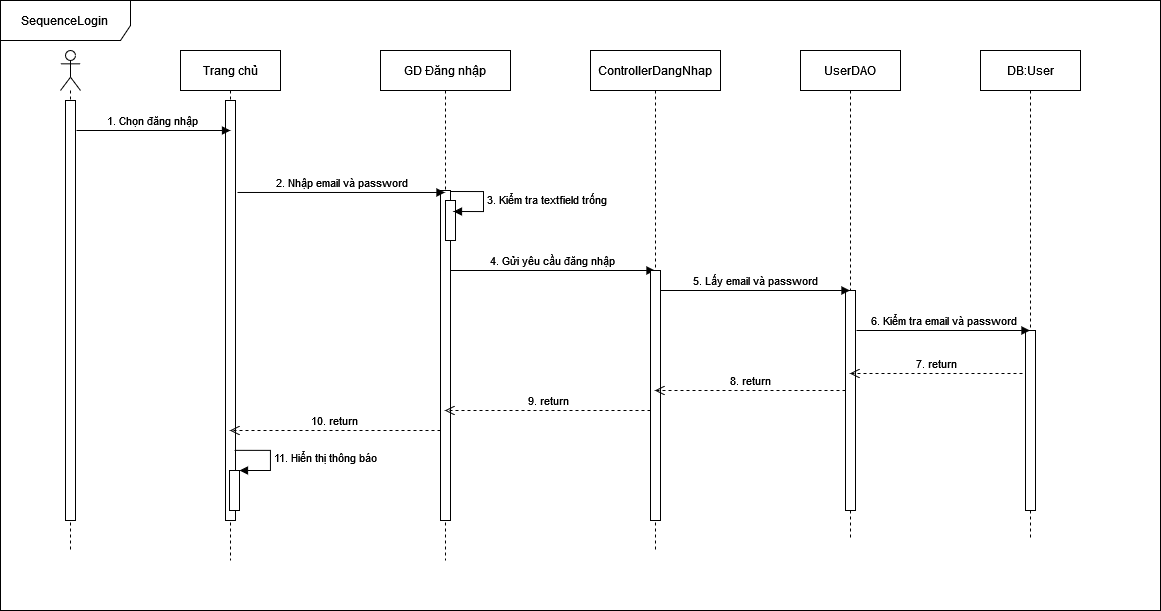 SequenceLogin
Trang chủ
GD Đăng nhập
ControllerDangNhap
UserDAO
DB:User
1. Chọn đăng nhập
2. Nhập email và password
3. Kiểm tra textfield trống
4. Gửi yêu cầu đăng nhập
5. Lấy email và password
6. Kiểm tra email và password
7. return
8. return
9. return
10. return
11. Hiển thị thông báo